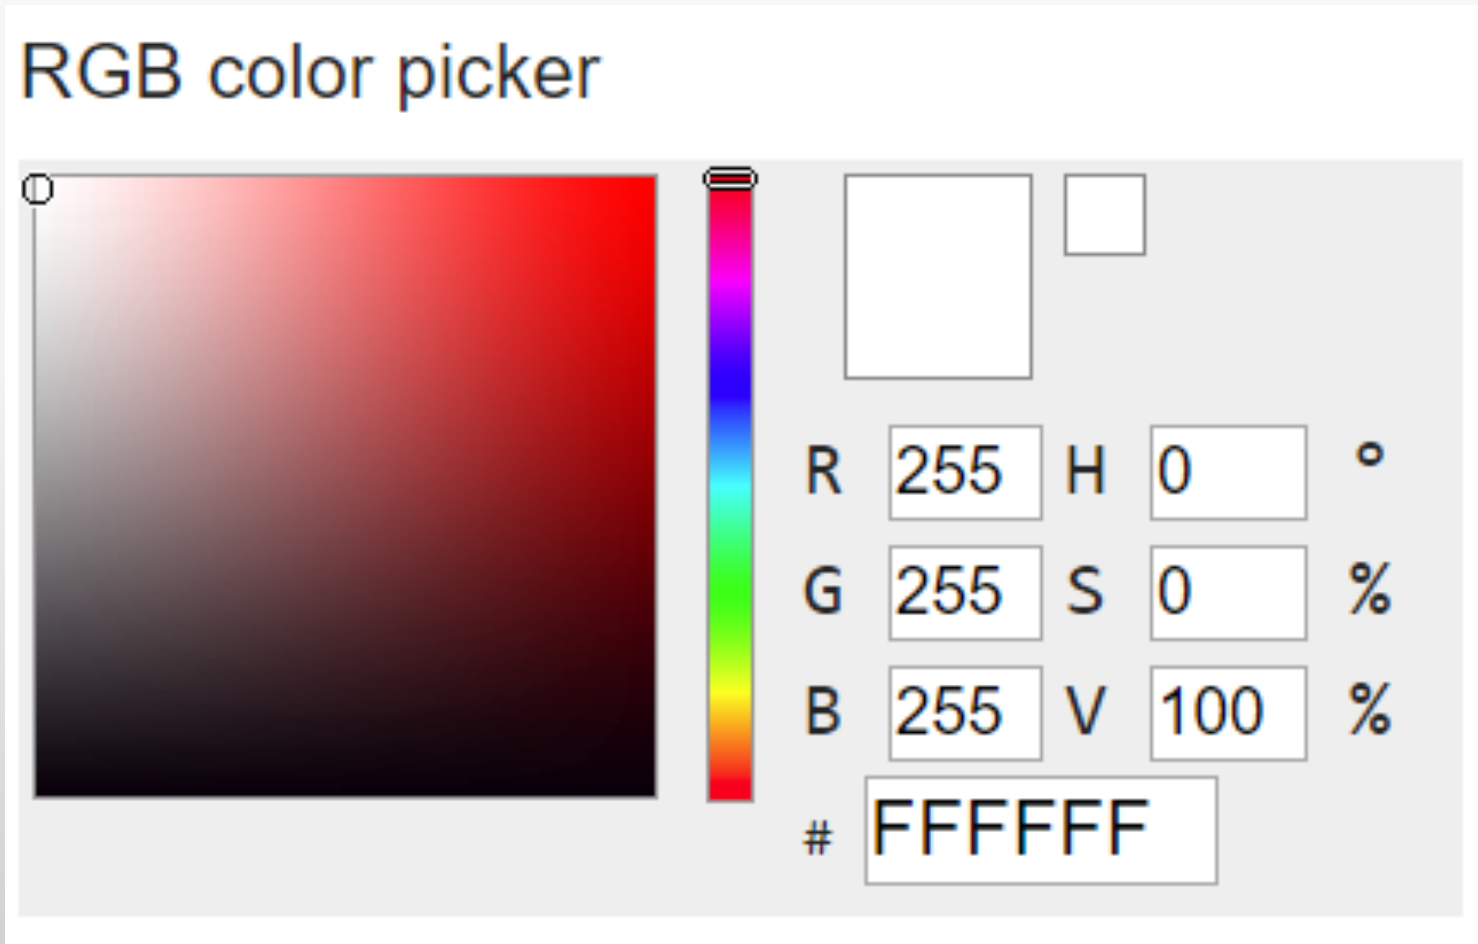 RGB color picker
R 255 H 0 °
G 255 S 0 %
B 255 V 100 %
# FFFFFF